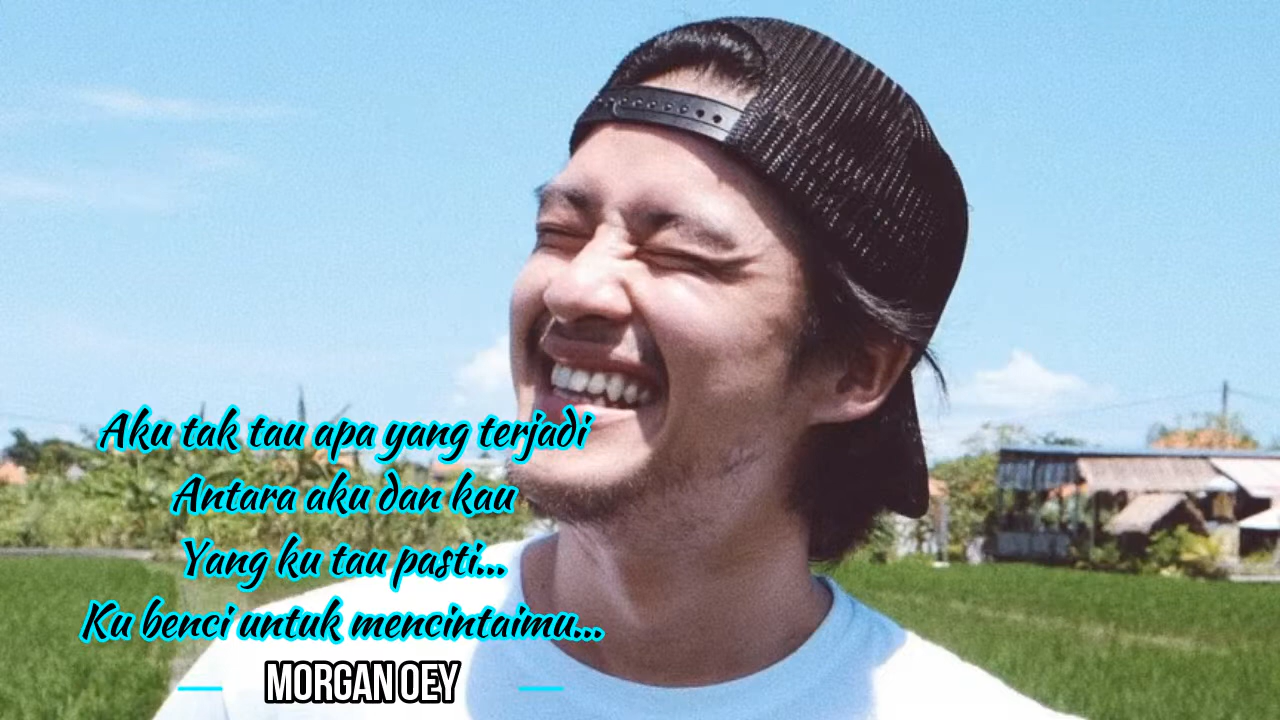 Aku tak tau apa yang terjadi
Antara aku dan kau
Yang ku tau pasti...
Ku benci untuk mencintaimu...
MORGAN OEY